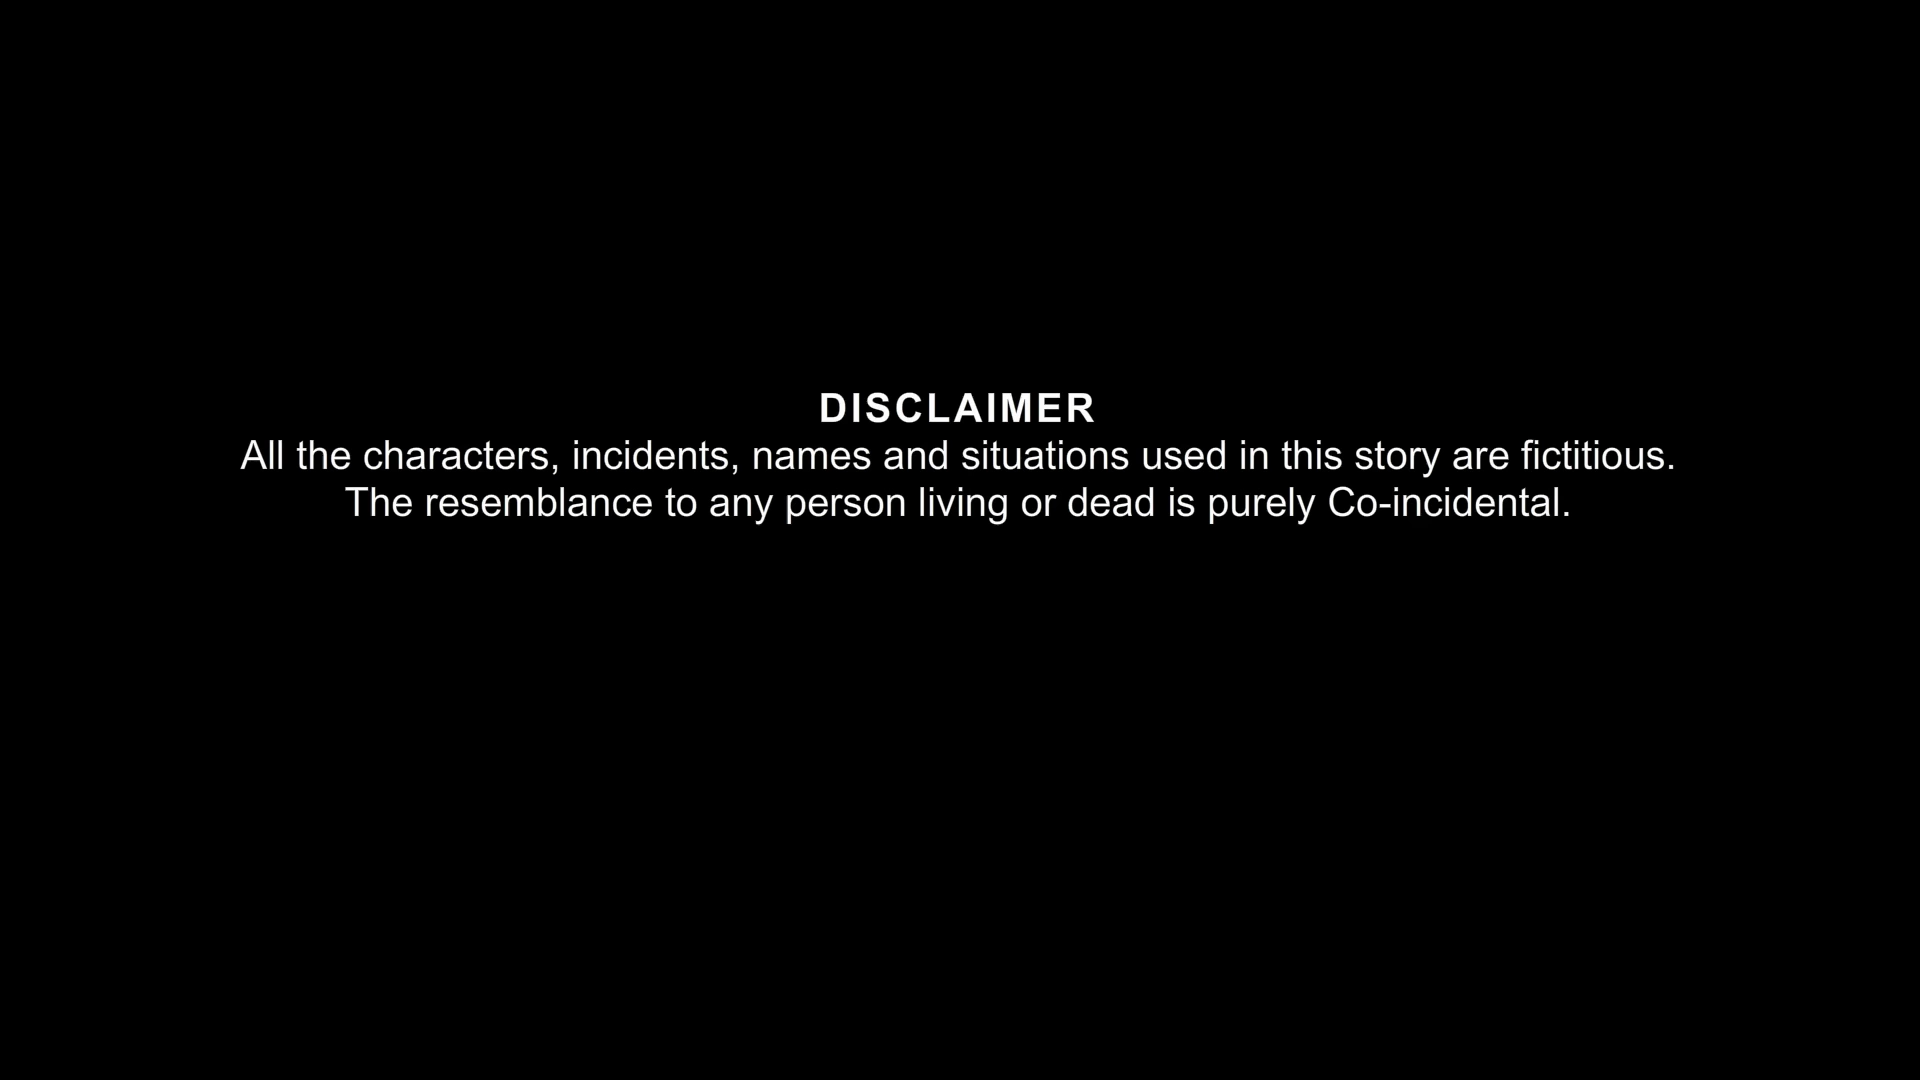 DISCLAIMER
All the characters, incidents, names and situations used in this story are fictitious.
The resemblance to any person living or dead is purely Co-incidental.